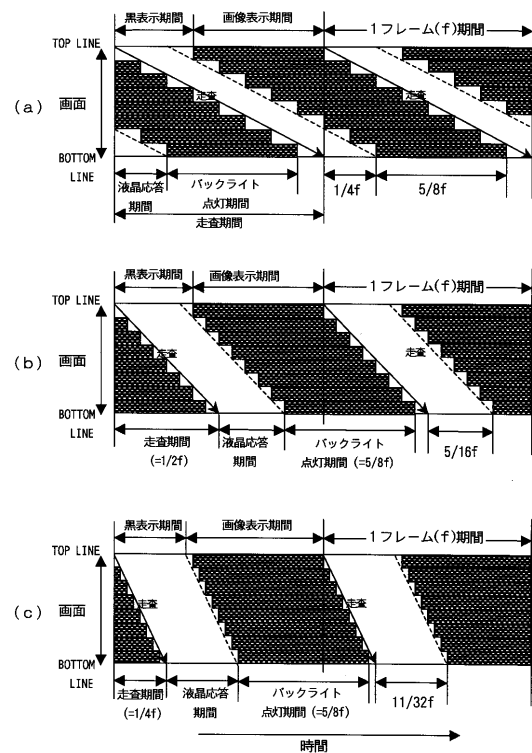 黒表示期間 画像表示期間 1フレーム(f)期間
TOP LINE
走査 走査
(a) 画面
BOTTOM
LINE
液晶応答 バックライト 1/4f 5/8f
期間 点灯期間
走査期間
黒表示期間 画像表示期間 1フレーム(f)期間
TOP LINE
走査 走査
(b) 画面
BOTTOM
LINE
走査期間 液晶応答 バックライト 5/16f
(=1/2f) 期間 点灯期間(=5/8f)
黒表示期間 画像表示期間 1フレーム(f)期間
TOP LINE
走査 走査
(c) 画面
BOTTOM
LINE
走査期間 液晶応答 バックライト 11/32f
(=1/4f) 期間 点灯期間(=5/8f)
時間